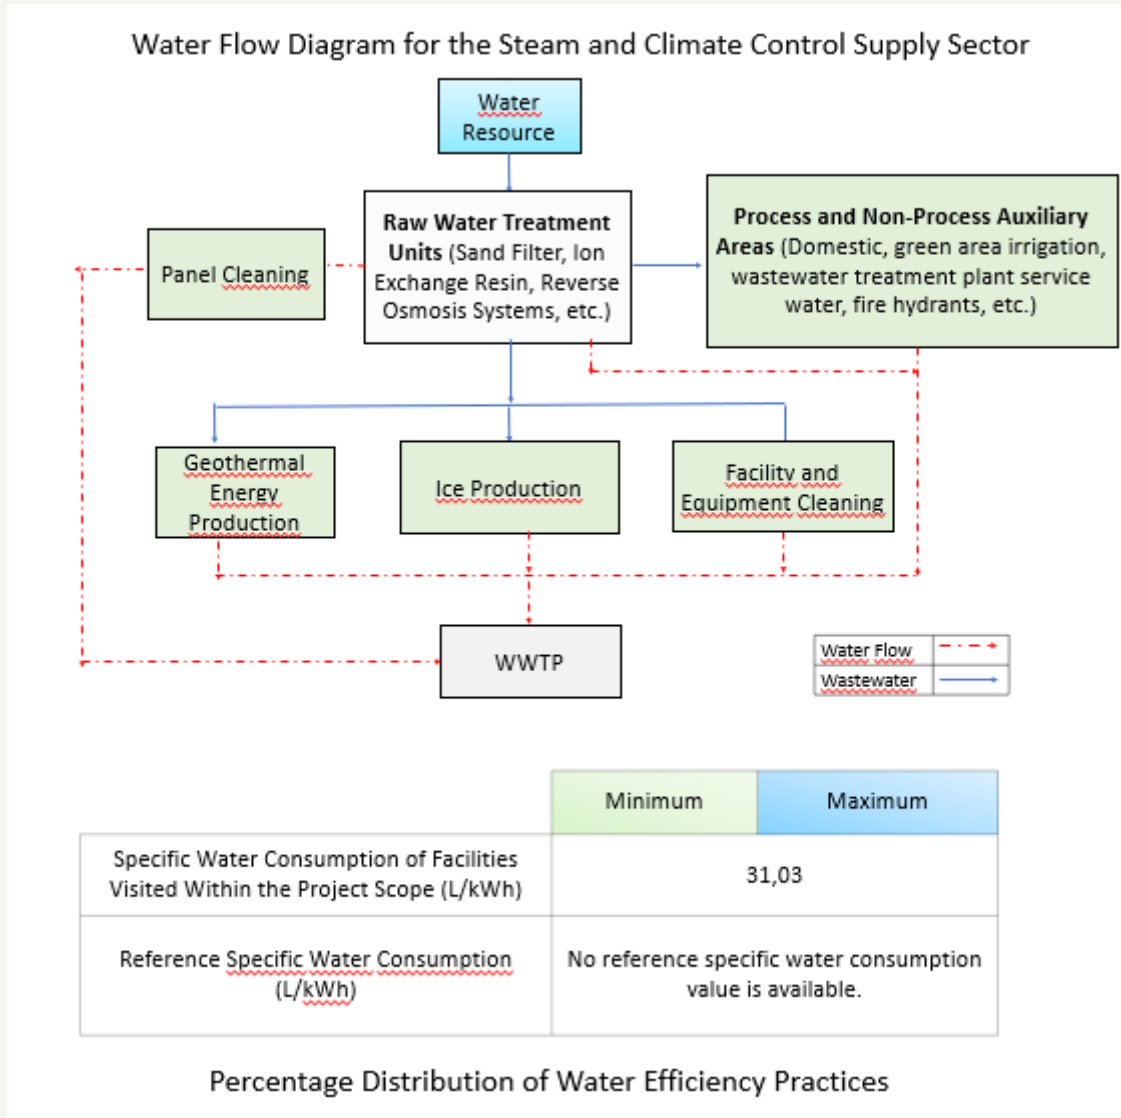 Water Flow Diagram for the Steam and Climate Control Supply Sector
Water
Resource
Raw Water Treatment
Units (Sand Filter, Ion
Exchange Resin, Reverse
Osmosis Systems, etc.)
Process and Non-Process Auxiliary
Areas (Domestic, green area irrigation,
wastewater treatment plant service
water, fire hydrants, etc.)
Panel Cleaning
Geothermal
Energy
Production
Ice Production
Facility and
Equipment Cleaning
WWTP
Water Flow
Wastewater
Minimum
Maximum
Specific Water Consumption of Facilities
Visited Within the Project Scope (L/kWh)
31,03
Reference Specific Water Consumption
(L/kWh)
No reference specific water consumption
value is available.
Percentage Distribution of Water Efficiency Practices